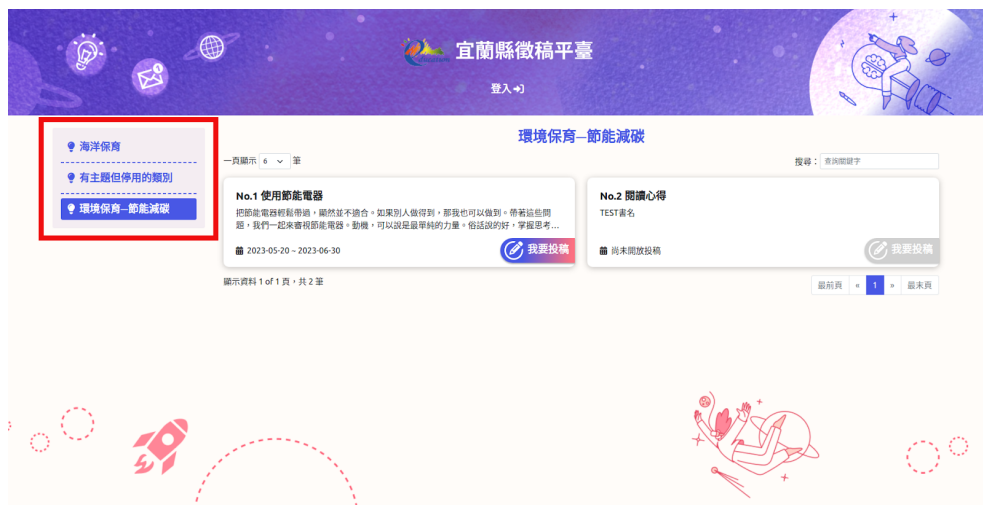 宜蘭縣徵稿平臺
登入
海洋保育
有主題但停用的類別
環境保育—節能減碳
環境保育—節能減碳
一頁顯示 6 筆
搜尋：查詢關鍵字
No.1 使用節能電器
把節能電器輕鬆帶過，顯然並不適合。如果別人做得到，那我也可以做到。帶著這些問
題，我們一起來審視節能電器。動機，可以說是最單純的力量。俗話說的好，掌握思考…
2023-05-20 ~ 2023-06-30
我要投稿
No.2 閱讀心得
TEST書名
尚未開放投稿
我要投稿
顯示資料 1 of 1 頁，共 2 筆
最前頁 « 1 » 最末頁